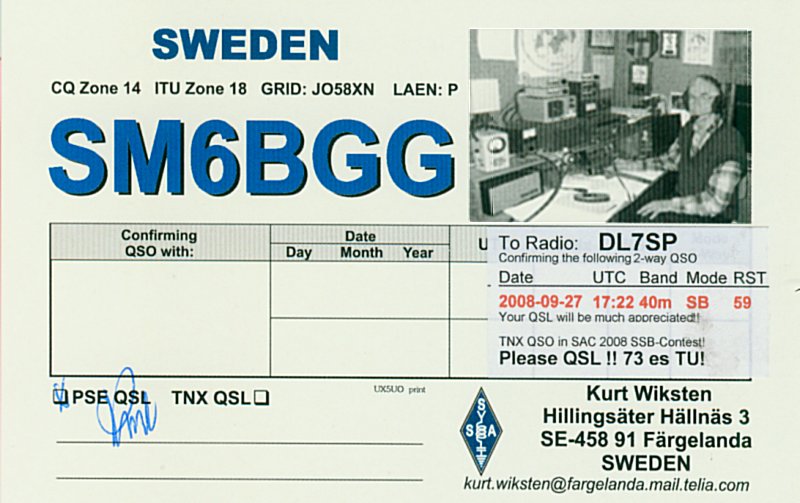 SWEDEN
CQ Zone 14 ITU Zone 18 GRID: JO58XN LAEN: P
SM6BGG
Confirming QSO with:
Date
Day Month Year
U
To Radio: DL7SP
Confirming the following 2-way QSO
Date UTC Band Mode RST
2008-09-27 17:22 40m SB 59
Your QSL will be much appreciated!!
TNX QSO in SAC 2008 SSB-Contest!
Please QSL !! 73 es TU!
PSE QSL TNX QSL
UX5UO print
Kurt Wiksten
Hillingsäter Hällnäs 3
SE-458 91 Färgelanda
SWEDEN
kurt.wiksten@fargelanda.mail.telia.com